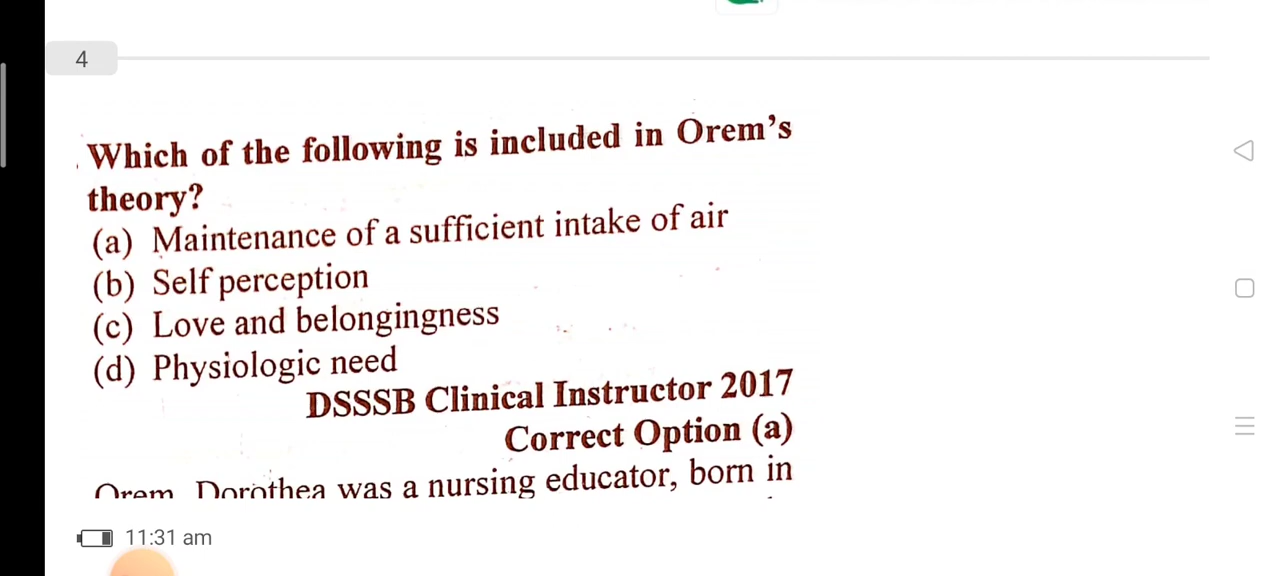 4
Which of the following is included in Orem's
theory?
(a) Maintenance of a sufficient intake of air
(b) Self perception
(c) Love and belongingness
(d) Physiologic need
DSSSB Clinical Instructor 2017
Correct Option (a)
Orem Dorothea was a nursing educator, born in
11:31 am